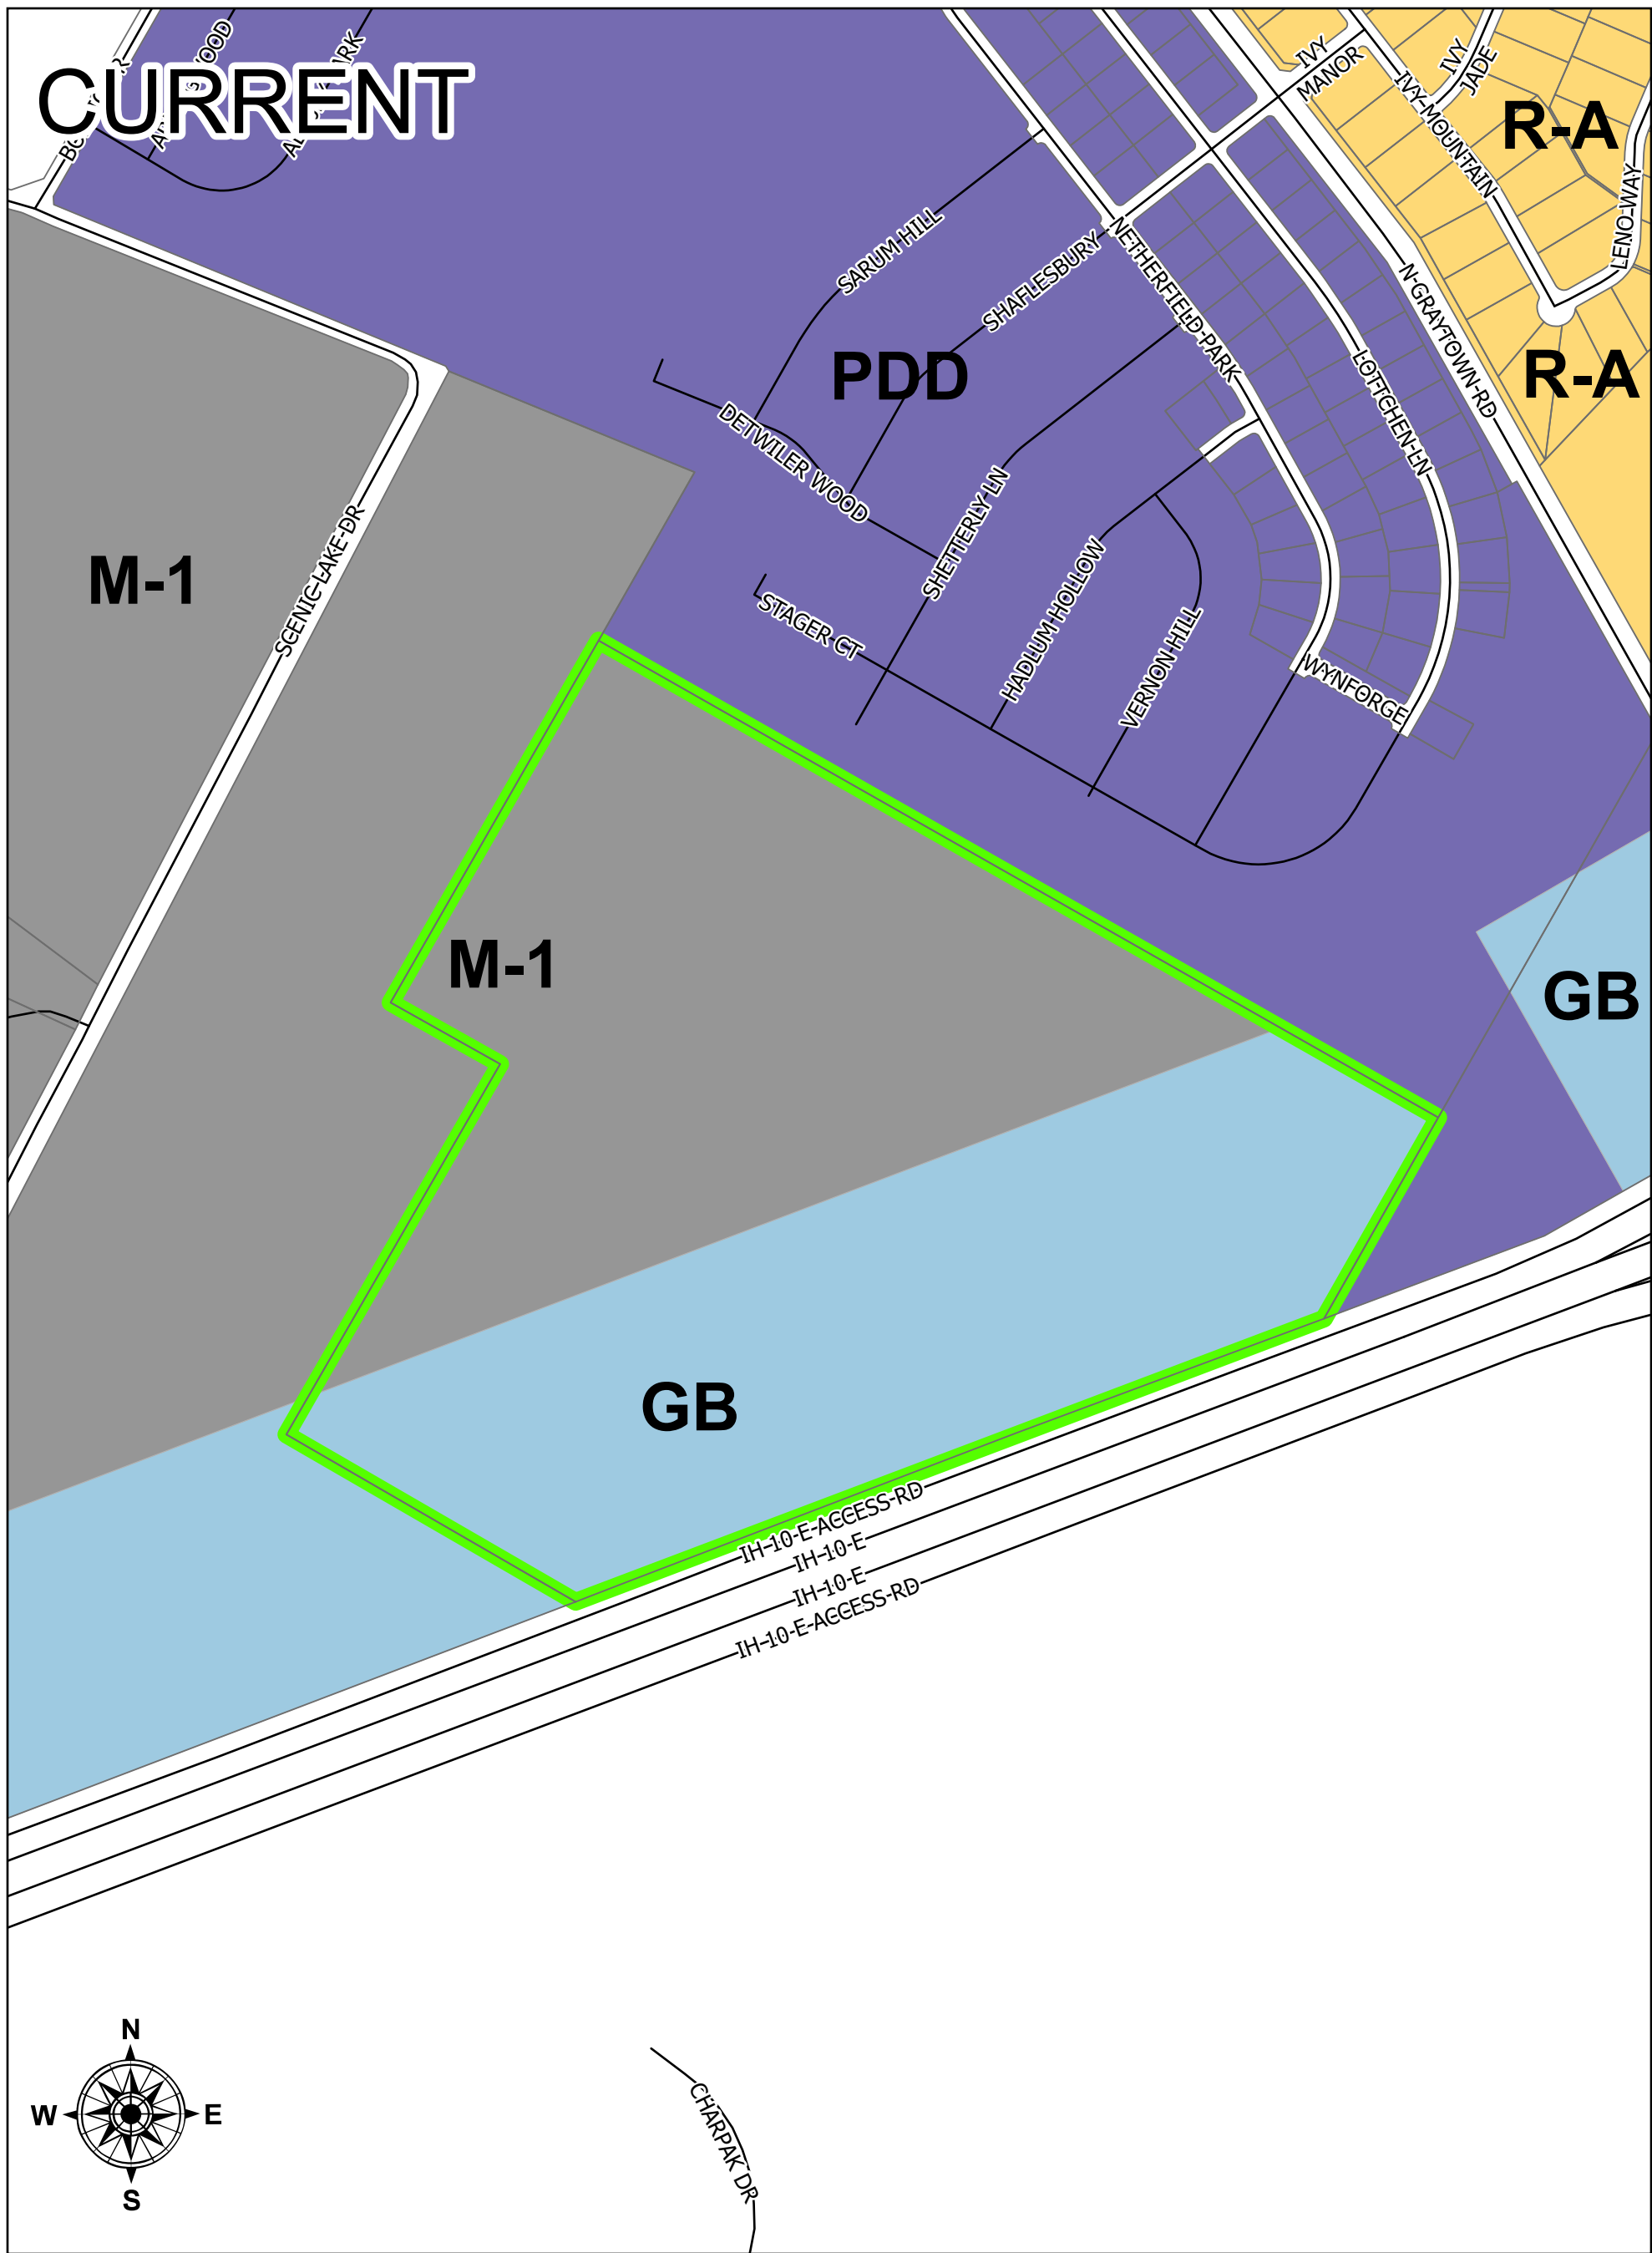 CURRENT
IVY
MANOR
IVY
JADE
IVY MOUNTAIN
R-A
LENO WAY
SARUM HILL
SHAFLESBURY
NETHERFIELD PARK
N GRAYTOWN RD
PDD
LOTTCHEN LN
R-A
DETWILER WOOD
SHETTERLY LN
M-1
SCENIC LAKE DR
STAGER CT
HADLUM HOLLOW
VERNON HILL
WYNFORGE
M-1
GB
GB
IH-10 E ACCESS RD
IH-10 E
IH-10 E
IH-10 E ACCESS RD
N
W
E
S
CHARPAK DR